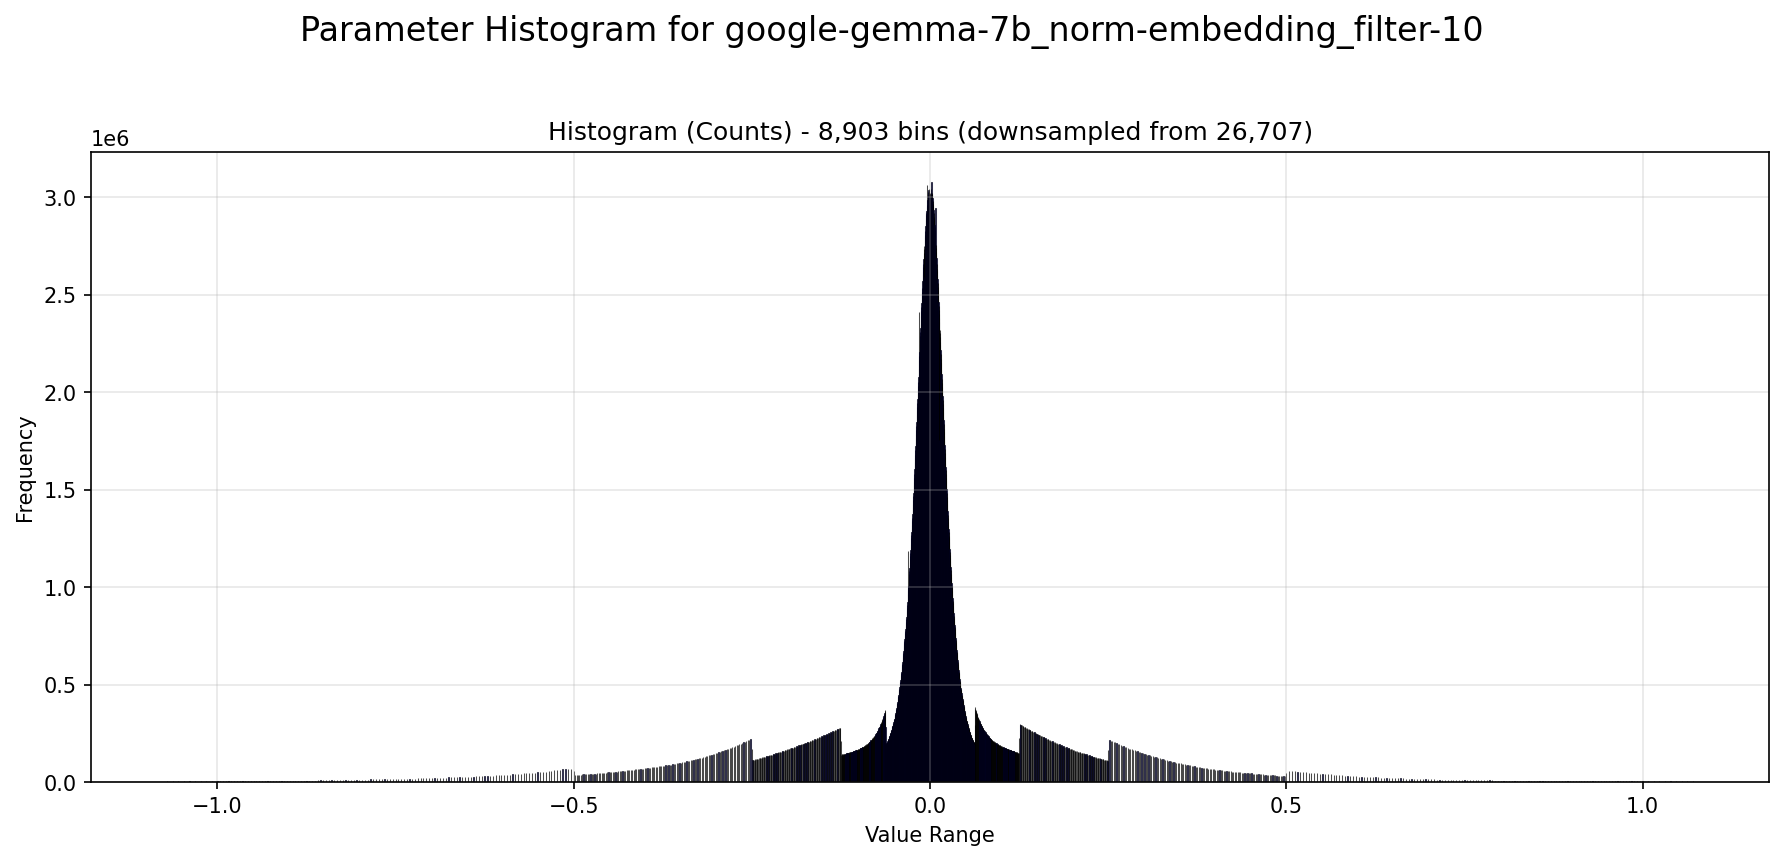 Parameter Histogram for google-gemma-7b_norm-embedding_filter-10
Histogram (Counts) - 8,903 bins (downsampled from 26,707)
1e6
3.0
2.5
2.0
1.5
1.0
0.5
0.0
Frequency
−1.0 −0.5 0.0 0.5 1.0
Value Range